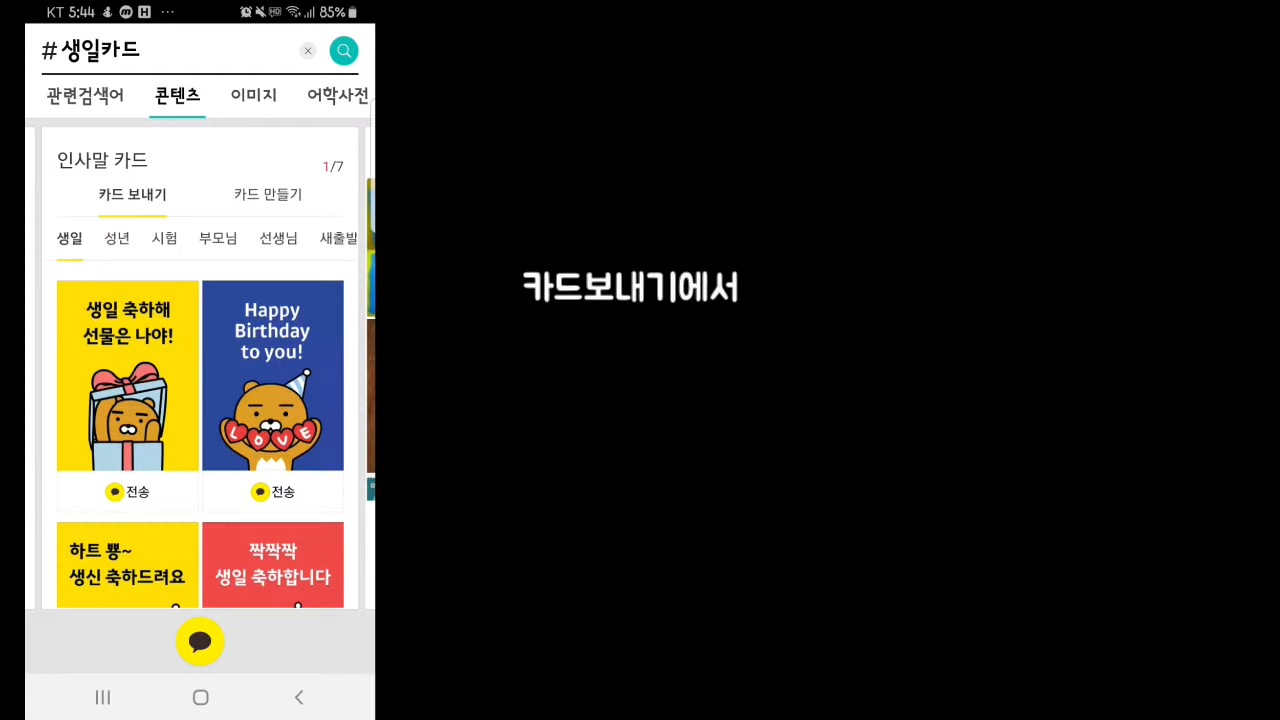 KT 5:44 HD 85%
#생일카드
관련검색어 콘텐츠 이미지 어학사전
인사말 카드
1/7
카드 보내기 카드 만들기
생일 성년 시험 부모님 선생님 새출발
생일 축하해
선물은 나야!
Happy
Birthday
to you!
LOVE
전송 전송
하트 뿅~
생신 축하드려요
짝짝짝
생일 축하합니다
카드보내기에서